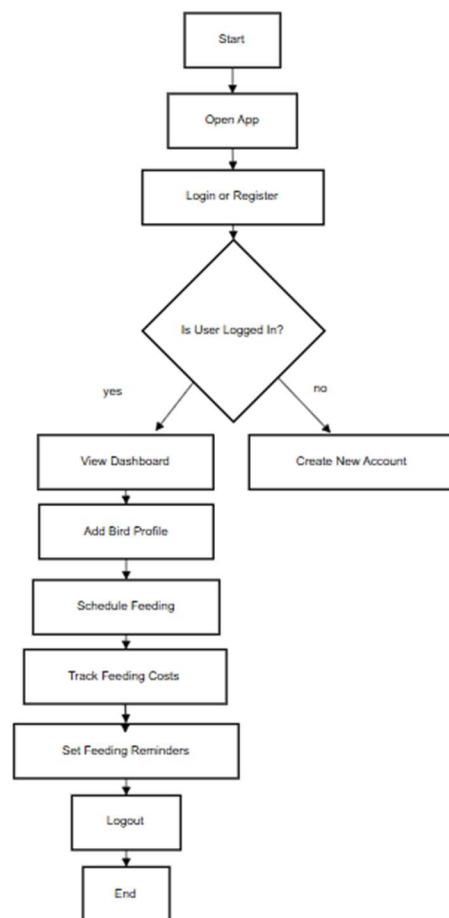 Start
Open App
Login or Register
Is User Logged In?
yes
no
View Dashboard
Create New Account
Add Bird Profile
Schedule Feeding
Track Feeding Costs
Set Feeding Reminders
Logout
End